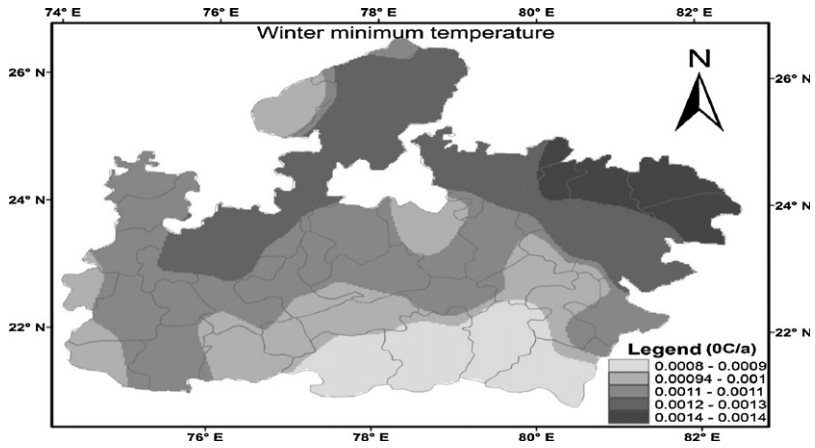 74° E 76° E 78° E 80° E 82° E
Winter minimum temperature
26° N 26° N
N
24° N 24° N
22° N 22° N
Legend (0C/a)
0.0008 - 0.0009
0.00094 - 0.001
0.0011 - 0.0011
0.0012 - 0.0013
0.0014 - 0.0014
76° E 78° E 80° E 82° E